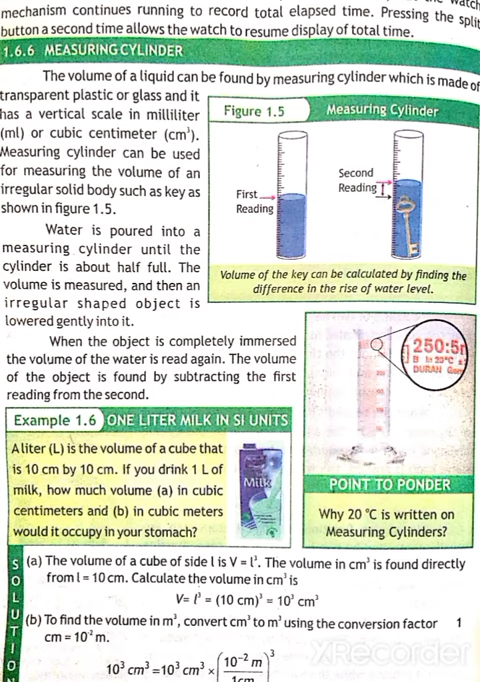 mechanism continues running to record total elapsed time. Pressing the split
button a second time allows the watch to resume display of total time.
1.6.6 MEASURING CYLINDER
The volume of a liquid can be found by measuring cylinder which is made of
transparent plastic or glass and it
has a vertical scale in milliliter
(ml) or cubic centimeter (cm³).
Measuring cylinder can be used
for measuring the volume of an
irregular solid body such as key as
shown in figure 1.5.
Water is poured into a
measuring cylinder until the
cylinder is about half full. The
volume is measured, and then an
irregular shaped object is
lowered gently into it.
Figure 1.5 Measuring Cylinder
First
Reading
Second
Reading
Volume of the key can be calculated by finding the
difference in the rise of water level.
When the object is completely immersed
the volume of the water is read again. The volume
of the object is found by subtracting the first
reading from the second.
250:5
B In 20°C
DURAN
POINT TO PONDER
Why 20 °C is written on
Measuring Cylinders?
Example 1.6 ONE LITER MILK IN SI UNITS
A liter (L) is the volume of a cube that
is 10 cm by 10 cm. If you drink 1 L of
milk, how much volume (a) in cubic
centimeters and (b) in cubic meters
would it occupy in your stomach?
Milk
SOLUTION
(a) The volume of a cube of side l is V = l³. The volume in cm³ is found directly
from l = 10 cm. Calculate the volume in cm³ is
V= l³ = (10 cm)³ = 10³ cm³
(b) To find the volume in m³, convert cm³ to m³ using the conversion factor 1
cm = 10⁻² m.
10³ cm³ =10³ cm³ × (10⁻² m / 1cm)³
XRecorder